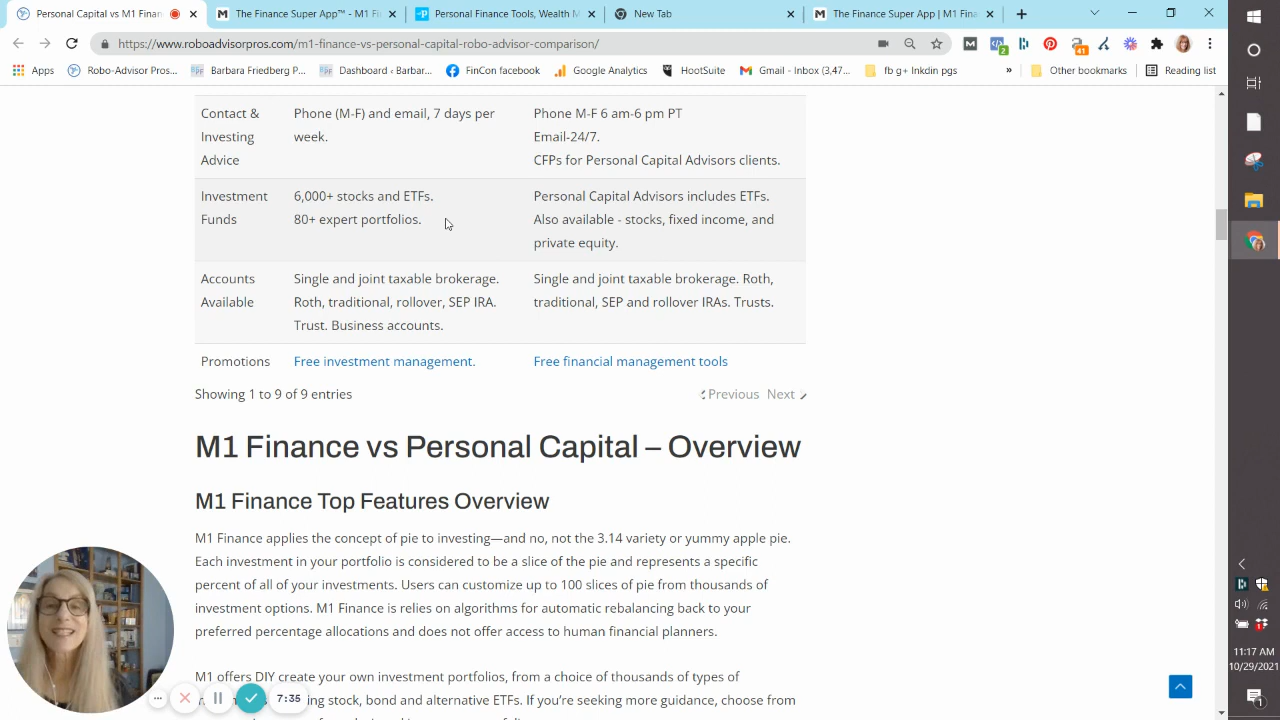 Personal Capital vs M1 Finan
The Finance Super App™ - M1 Fi
Personal Finance Tools, Wealth M
New Tab
The Finance Super App | M1 Fina
https://www.roboadvisorpros.com/m1-finance-vs-personal-capital-robo-advisor-comparison/
Apps
Robo-Advisor Pros...
Barbara Friedberg P...
Dashboard ‹ Barbar...
FinCon facebook
Google Analytics
HootSuite
Gmail - Inbox (3,47...
fb g+ lnkdin pgs
»
Other bookmarks
Reading list
Contact &
Investing
Advice
Phone (M-F) and email, 7 days per
week.
Phone M-F 6 am-6 pm PT
Email-24/7.
CFPs for Personal Capital Advisors clients.
Investment
Funds
6,000+ stocks and ETFs.
80+ expert portfolios.
Personal Capital Advisors includes ETFs.
Also available - stocks, fixed income, and
private equity.
Accounts
Available
Single and joint taxable brokerage.
Roth, traditional, rollover, SEP IRA.
Trust. Business accounts.
Single and joint taxable brokerage. Roth,
traditional, SEP and rollover IRAs. Trusts.
Promotions
Free investment management.
Free financial management tools
Showing 1 to 9 of 9 entries
Previous Next
M1 Finance vs Personal Capital – Overview
M1 Finance Top Features Overview
M1 Finance applies the concept of pie to investing—and no, not the 3.14 variety or yummy apple pie.
Each investment in your portfolio is considered to be a slice of the pie and represents a specific
percent of all of your investments. Users can customize up to 100 slices of pie from thousands of
investment options. M1 Finance is relies on algorithms for automatic rebalancing back to your
preferred percentage allocations and does not offer access to human financial planners.
M1 offers DIY create your own investment portfolios, from a choice of thousands of types of
stock, bond and alternative ETFs. If you're seeking more guidance, choose from
7:35
11:17 AM
10/29/2021